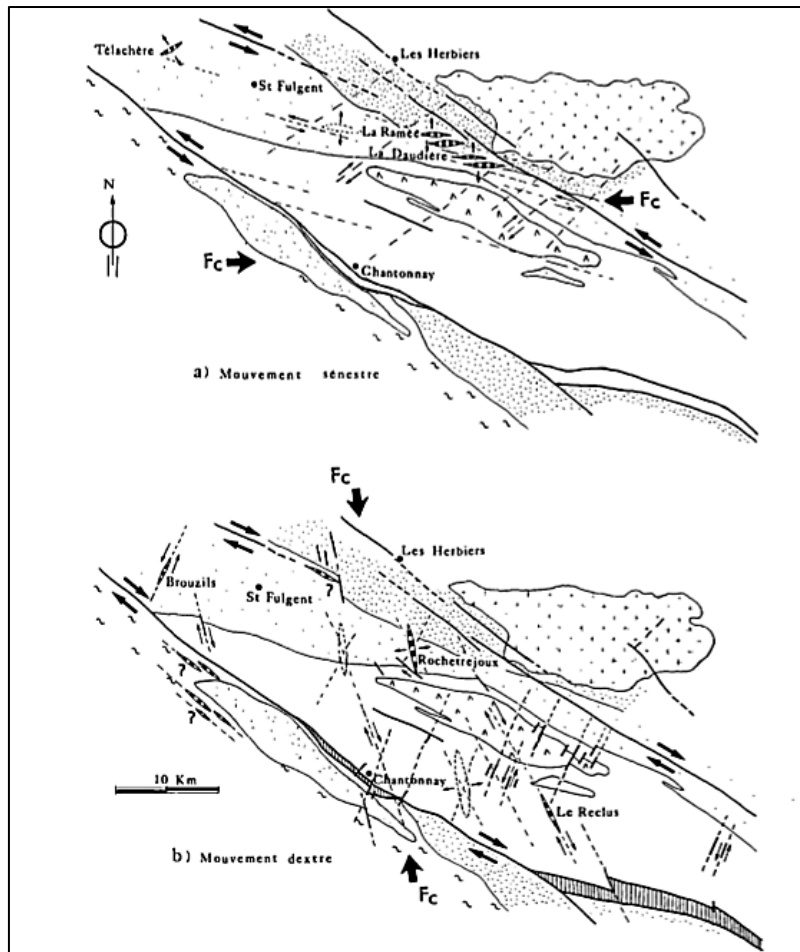 Les Herbiers
Télachère
St Fulgent
La Ramée
La Daudière
N
Fc
Fc
Chantonnay
a) Mouvement sénestre
Fc
Les Herbiers
Brouzils
St Fulgent
?
Rochetrejoux
?
?
10 Km
Chantonnay
Le Reclus
b) Mouvement dextre
Fc